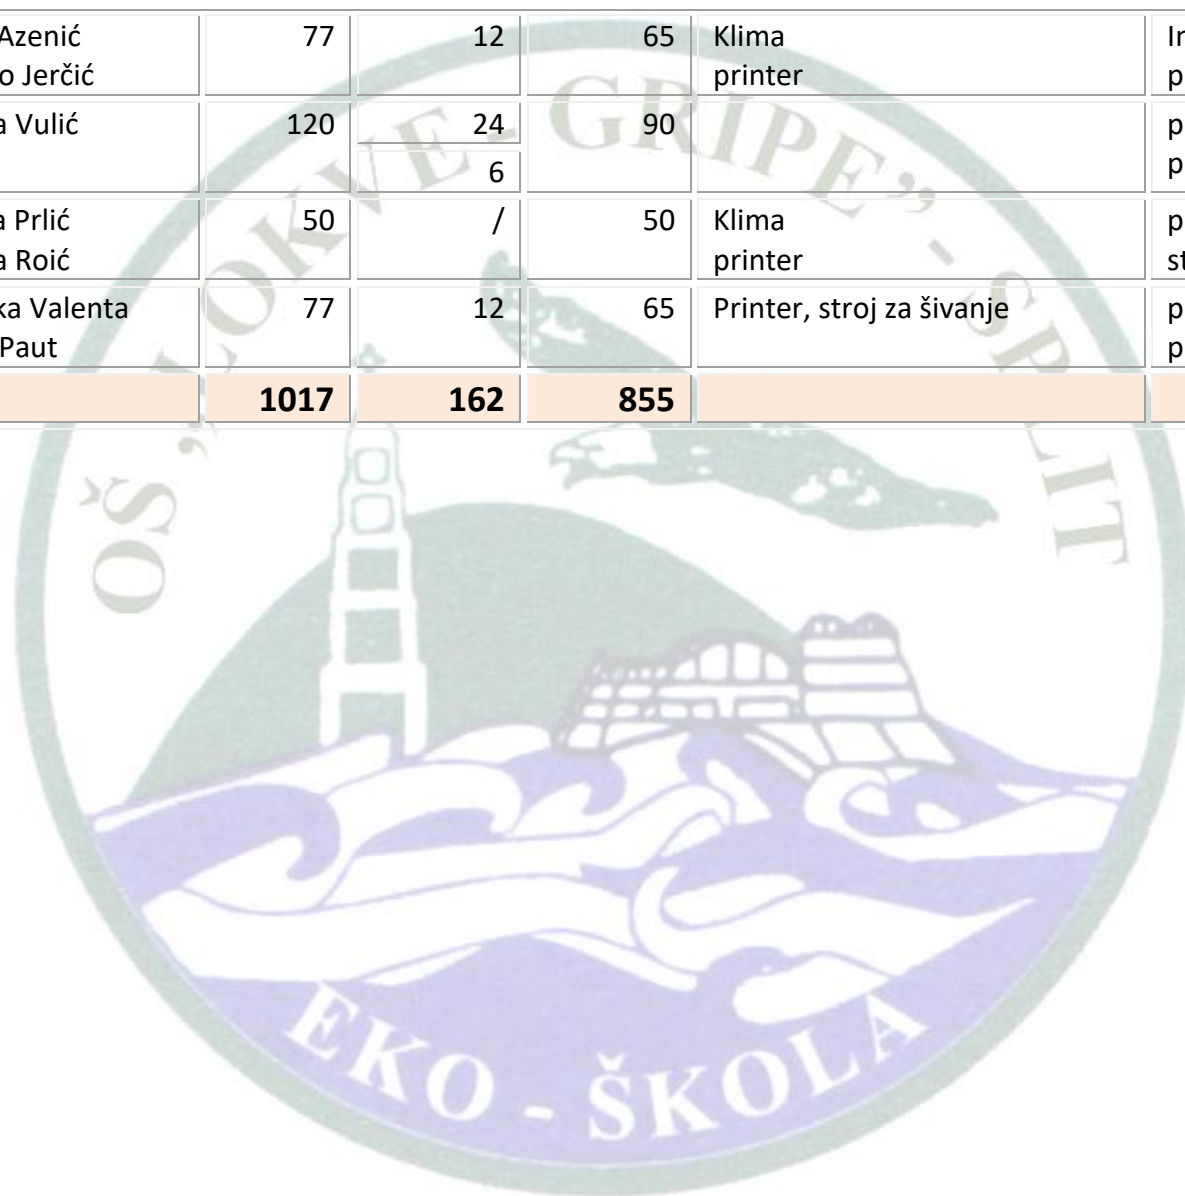 Azenić 77 12 65 Klima
o Jerčić printer
a Vulić 120 24 90
6
a Prlić 50 / 50 Klima
a Roić printer
ka Valenta 77 12 65 Printer, stroj za šivanje
Paut
1017 162 855
OŠ „LOKVE - GRIPE” - SPLIT
EKO - ŠKOLA